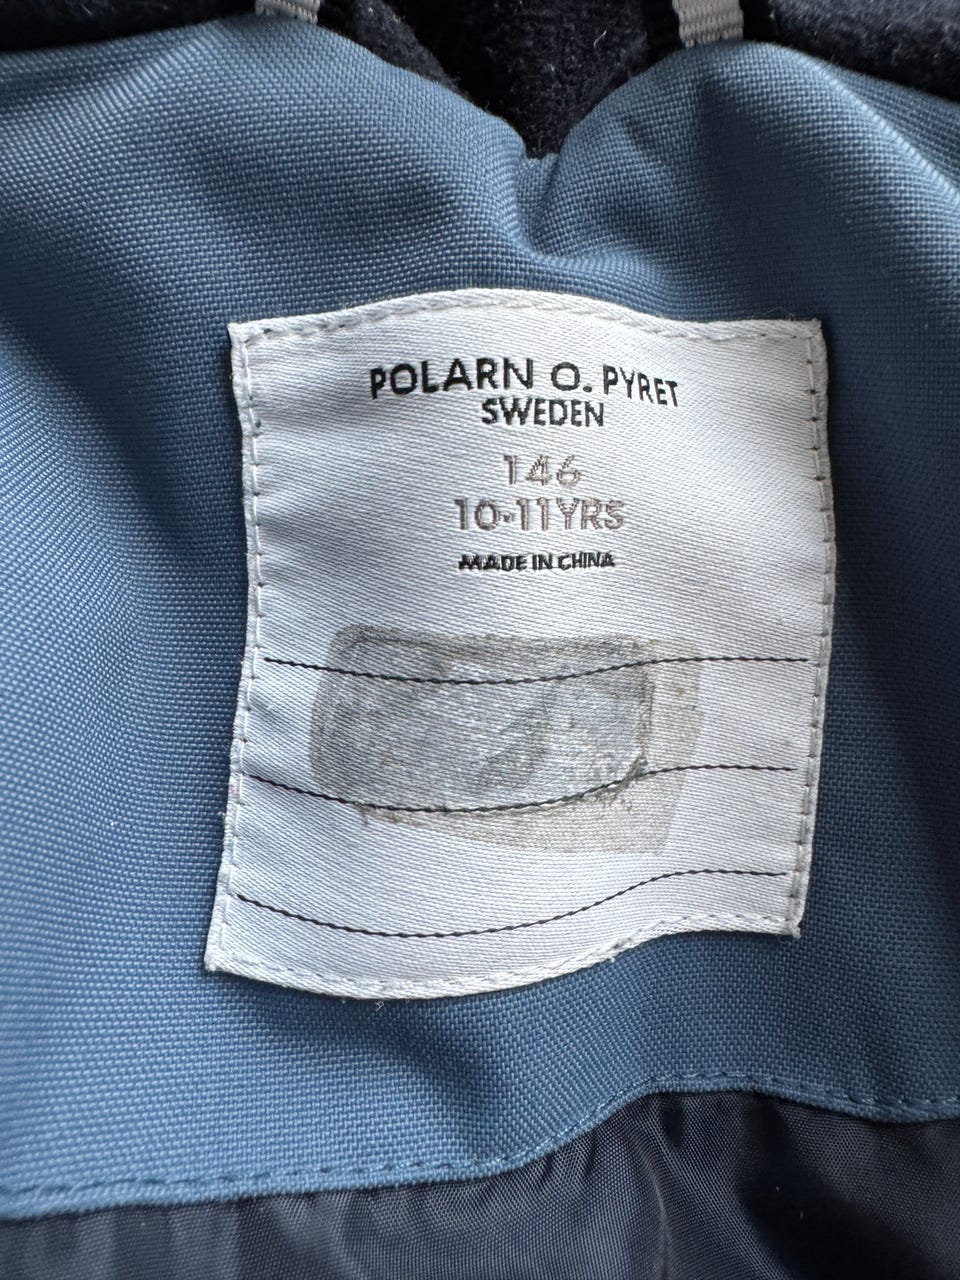 POLARN O. PYRET
SWEDEN
146
10-11YRS
MADE IN CHINA